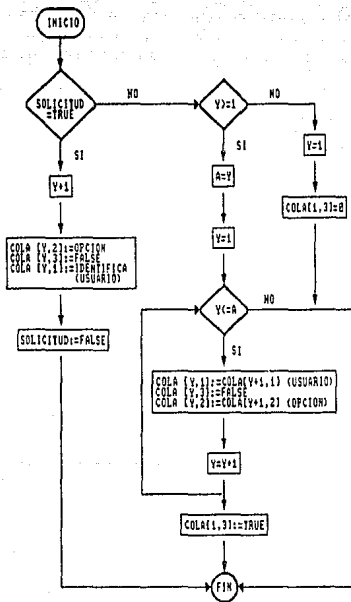 INICIO
SOLICITUD
=TRUE
NO
Y>=1
NO
SI
SI
Y=1
Y+1
A=Y
COLA[1,3]=0
Y=1
COLA [Y,2]:=OPCION
COLA [Y,3]:=FALSE
COLA [Y,1]:=IDENTIFICA
(USUARIO)
Y<=A
NO
SOLICITUD:=FALSE
SI
COLA [Y,1]:=COLA[Y+1,1] (USUARIO)
COLA [Y,3]:=FALSE
COLA [Y,2]:=COLA[Y+1,2] (OPCION)
Y=Y+1
COLA[1,3]:=TRUE
FIN